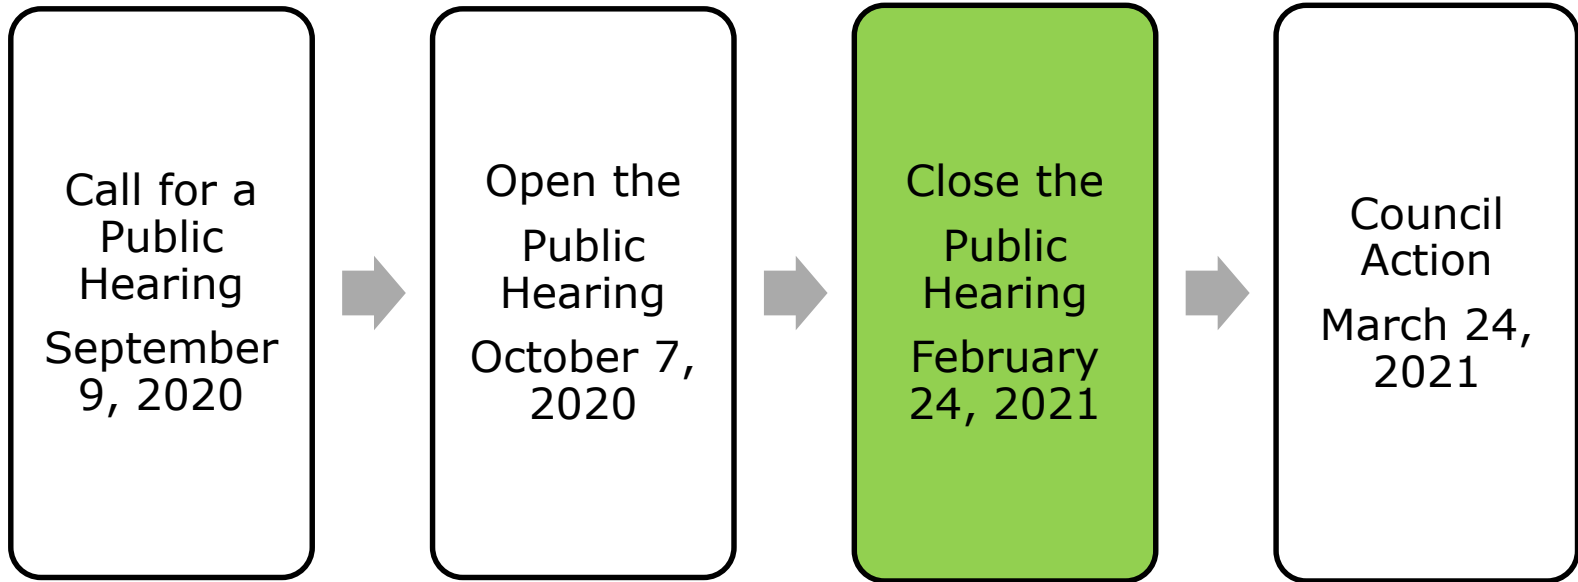 Call for a
Public
Hearing
September
9, 2020
Open the
Public
Hearing
October 7,
2020
Close the
Public
Hearing
February
24, 2021
Council
Action
March 24,
2021